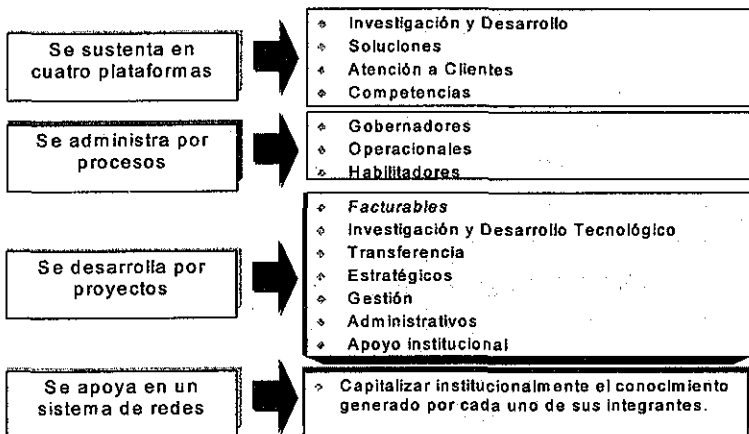 Se sustenta en
cuatro plataformas
Investigación y Desarrollo
Soluciones
Atención a Clientes
Competencias
Se administra por
procesos
Gobernadores
Operacionales
Habilitadores
Se desarrolla por
proyectos
Facturables
Investigación y Desarrollo Tecnológico
Transferencia
Estratégicos
Gestión
Administrativos
Apoyo institucional
Se apoya en un
sistema de redes
Capitalizar institucionalmente el conocimiento
generado por cada uno de sus integrantes.